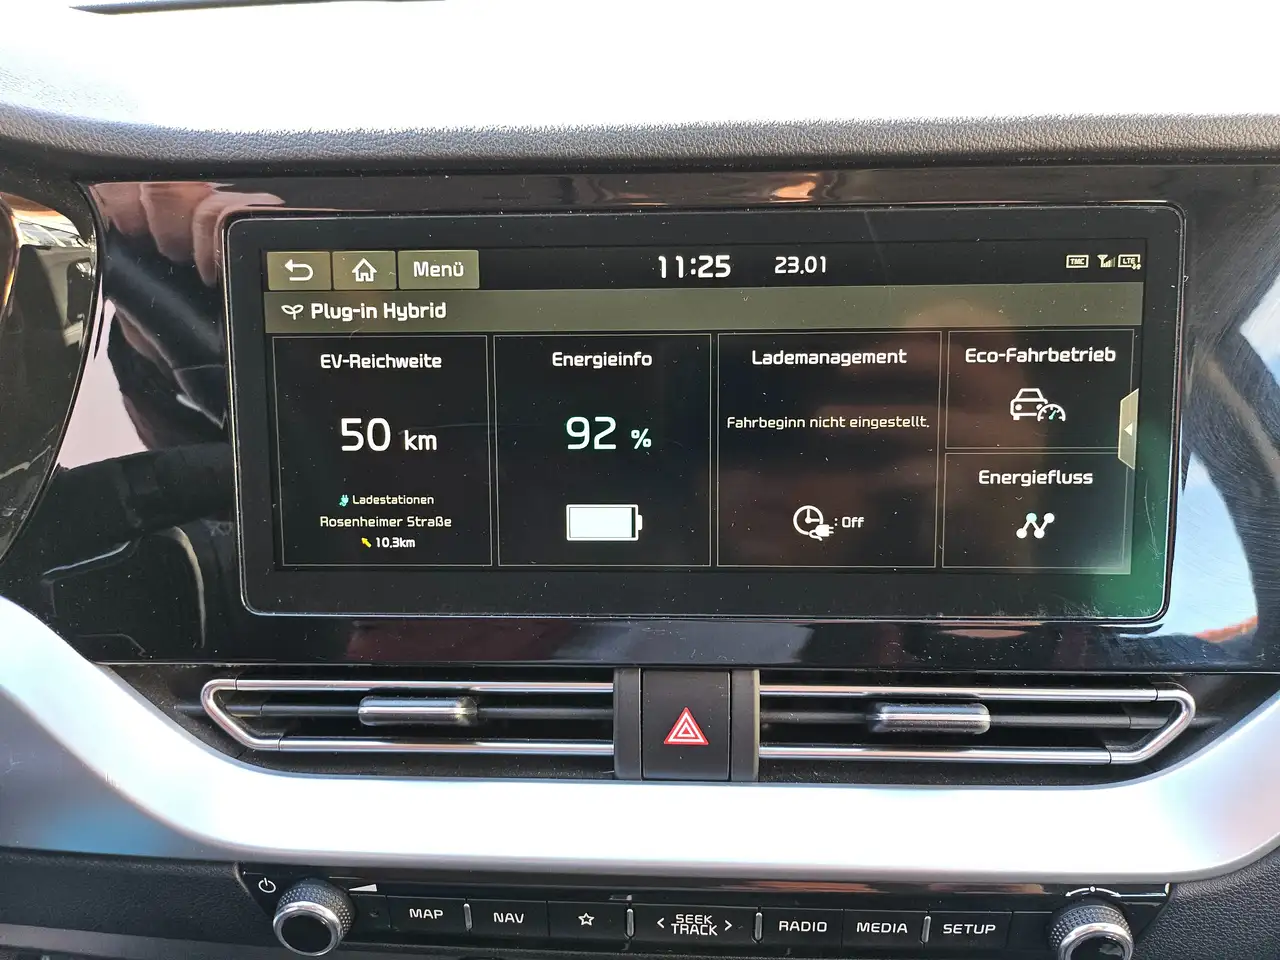 Menü
11:25
23.01
TMC
LTE
Plug-in Hybrid
EV-Reichweite
50 km
Ladestationen
Rosenheimer Straße
10,3km
Energieinfo
92 %
Lademanagement
Fahrbeginn nicht eingestellt.
: Off
Eco-Fahrbetrieb
Energiefluss
MAP
NAV
< SEEK TRACK >
RADIO
MEDIA
SETUP